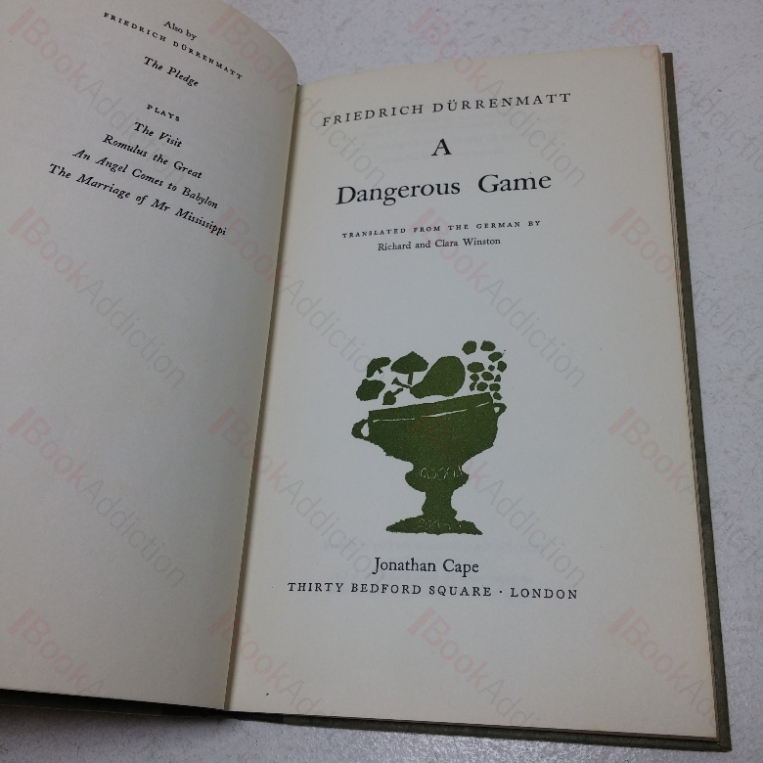 Also by
FRIEDRICH DÜRRENMATT
The Pledge
PLAYS
The Visit
Romulus the Great
An Angel Comes to Babylon
The Marriage of Mr Mississippi
FRIEDRICH DÜRRENMATT
A
Dangerous Game
TRANSLATED FROM THE GERMAN BY
Richard and Clara Winston
Jonathan Cape
THIRTY BEDFORD SQUARE · LONDON
BookAddiction